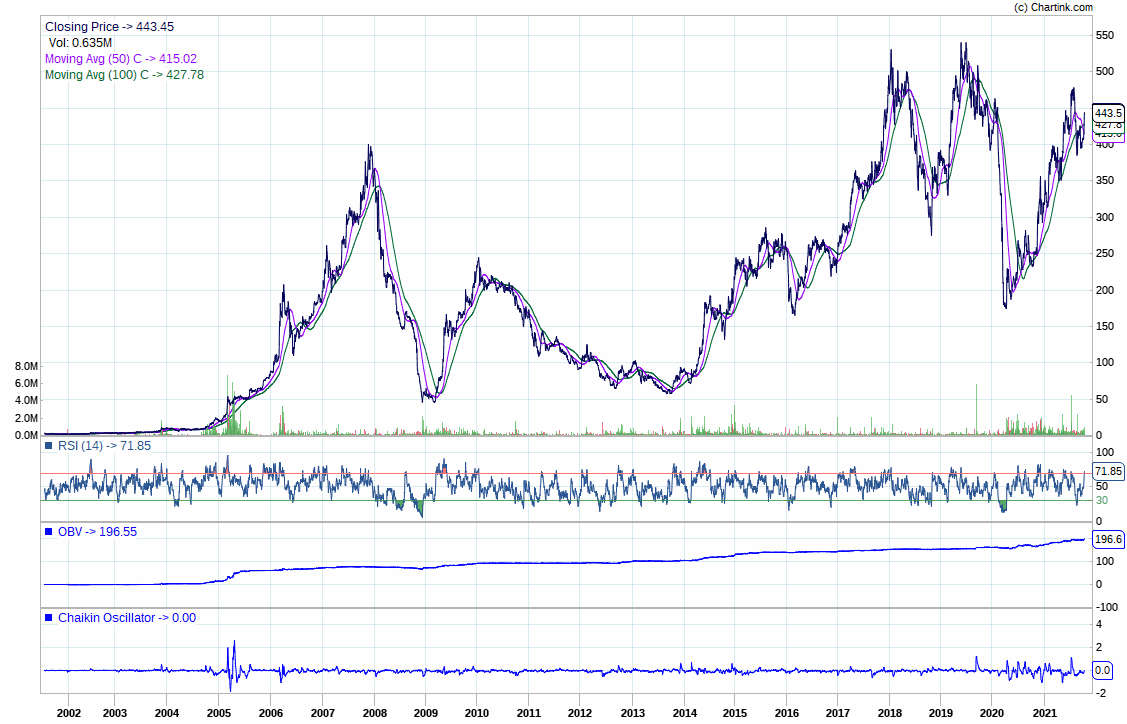 (c) Chartink.com
Closing Price -> 443.45
Vol: 0.635M
Moving Avg (50) C -> 415.02
Moving Avg (100) C -> 427.78
550
500
443.5
427.8
400
350
300
250
200
150
100
50
0
8.0M
6.0M
4.0M
2.0M
0.0M
RSI (14) -> 71.85
100
71.85
50
30
0
OBV -> 196.55
196.6
100
0
-100
Chaikin Oscillator -> 0.00
4
2
0.0
-2
2002 2003 2004 2005 2006 2007 2008 2009 2010 2011 2012 2013 2014 2015 2016 2017 2018 2019 2020 2021